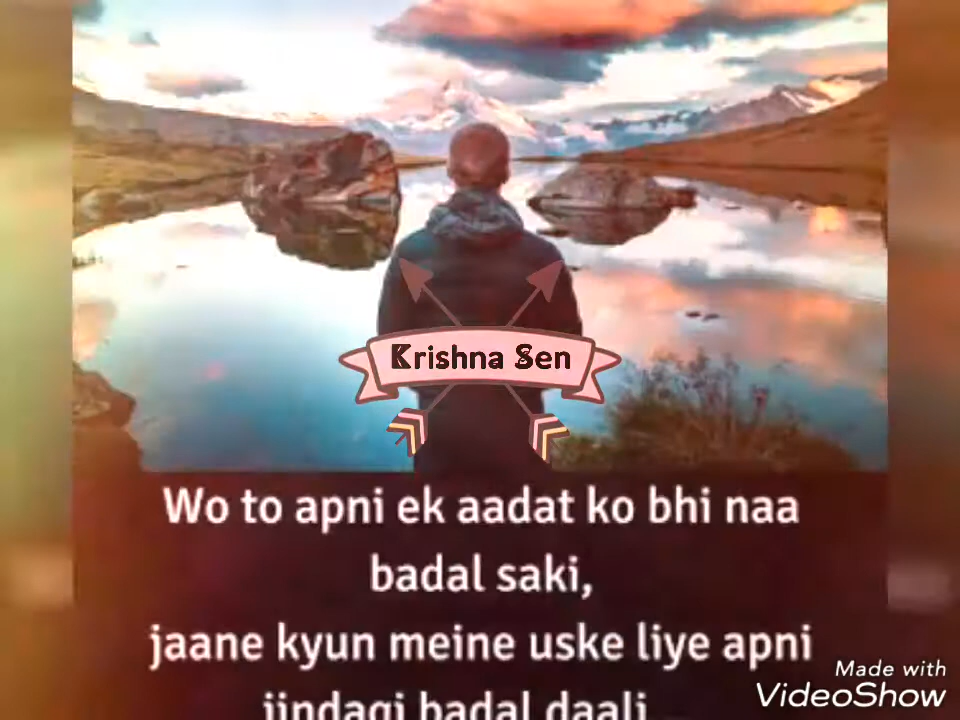 Krishna Sen
Wo to apni ek aadat ko bhi naa
badal saki,
jaane kyun meine uske liye apni
jindagi badal daali
Made with
VideoShow